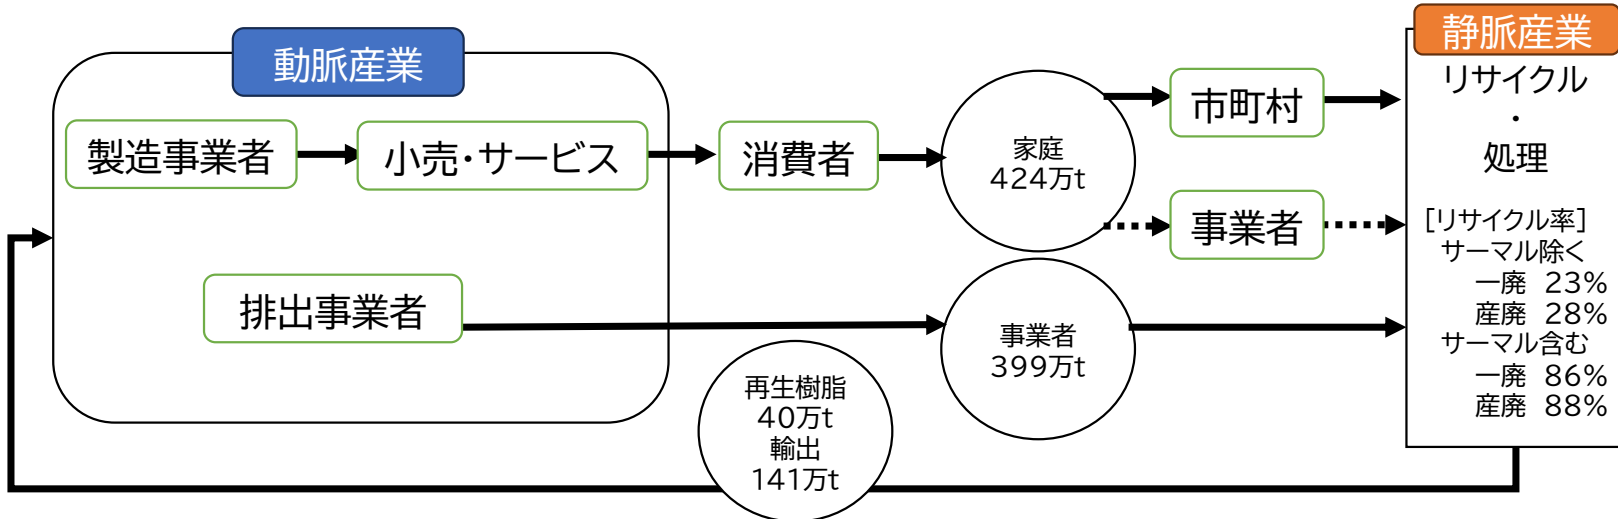 動脈産業
製造事業者
小売・サービス
排出事業者
消費者
家庭
424万t
市町村
事業者
事業者
399万t
再生樹脂
40万t
輸出
141万t
静脈産業
リサイクル
・
処理
[リサイクル率]
サーマル除く
一廃 23%
産廃 28%
サーマル含む
一廃 86%
産廃 88%